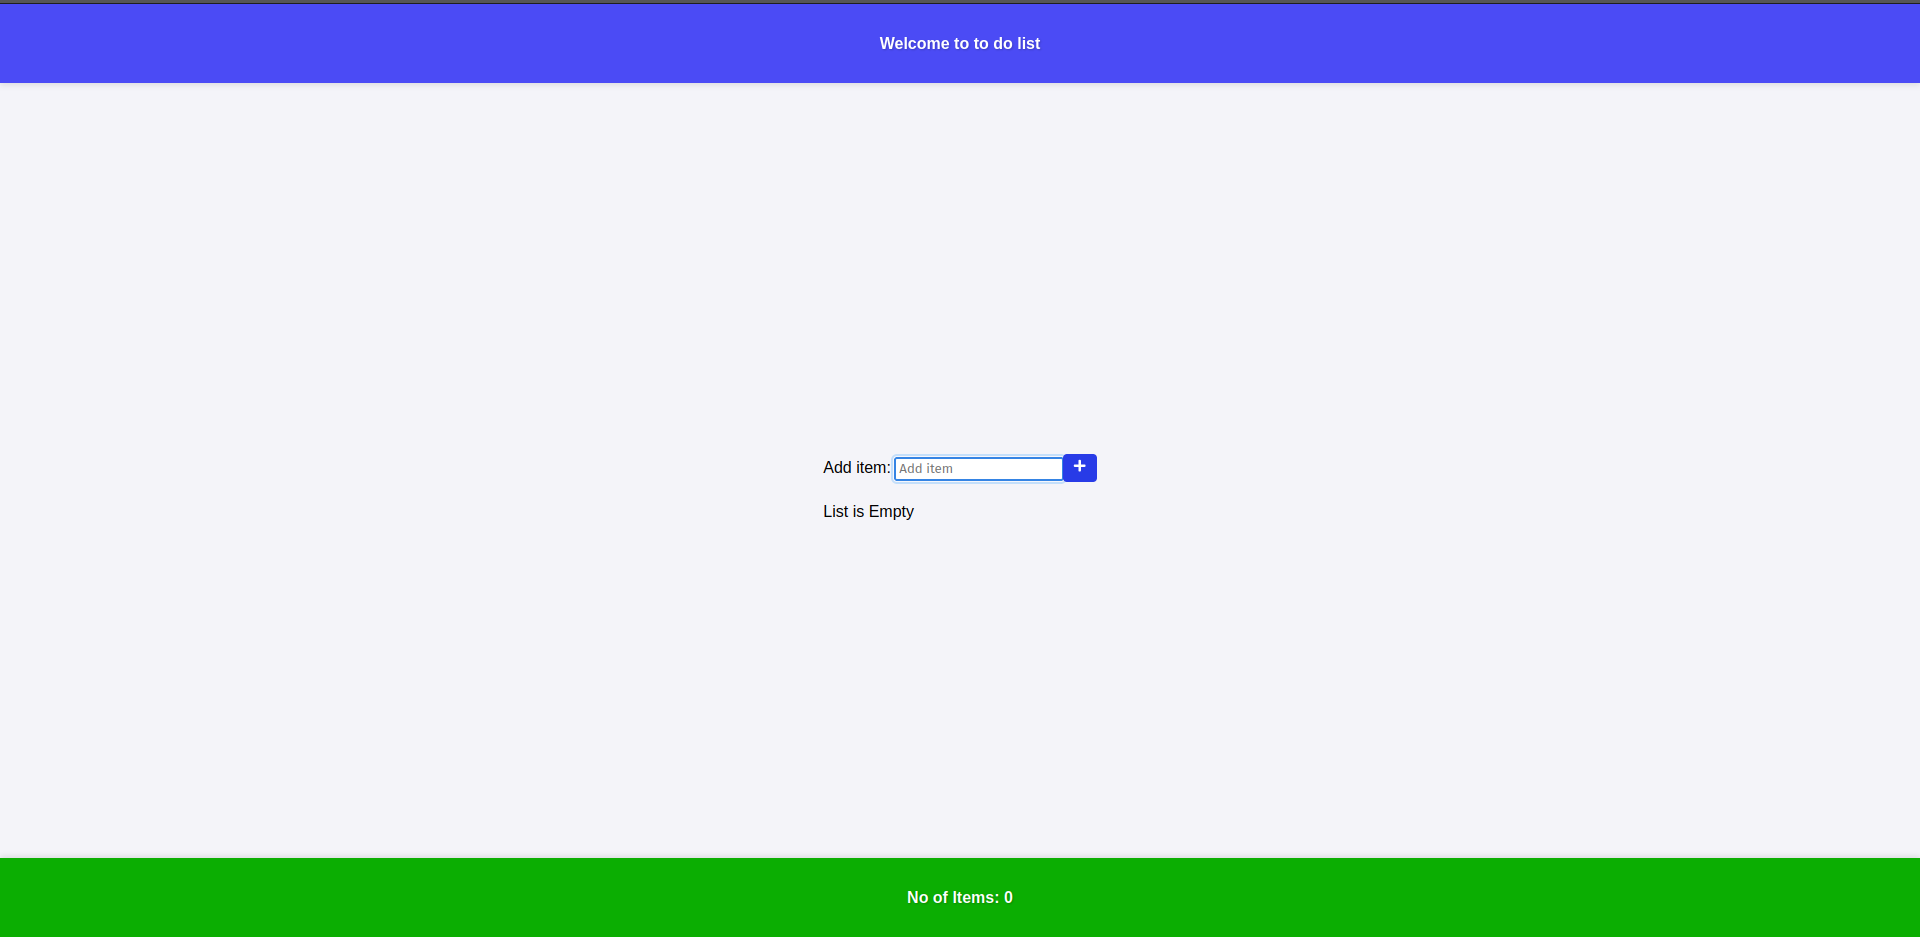 Welcome to to do list
Add item: Add item +
List is Empty
No of Items: 0